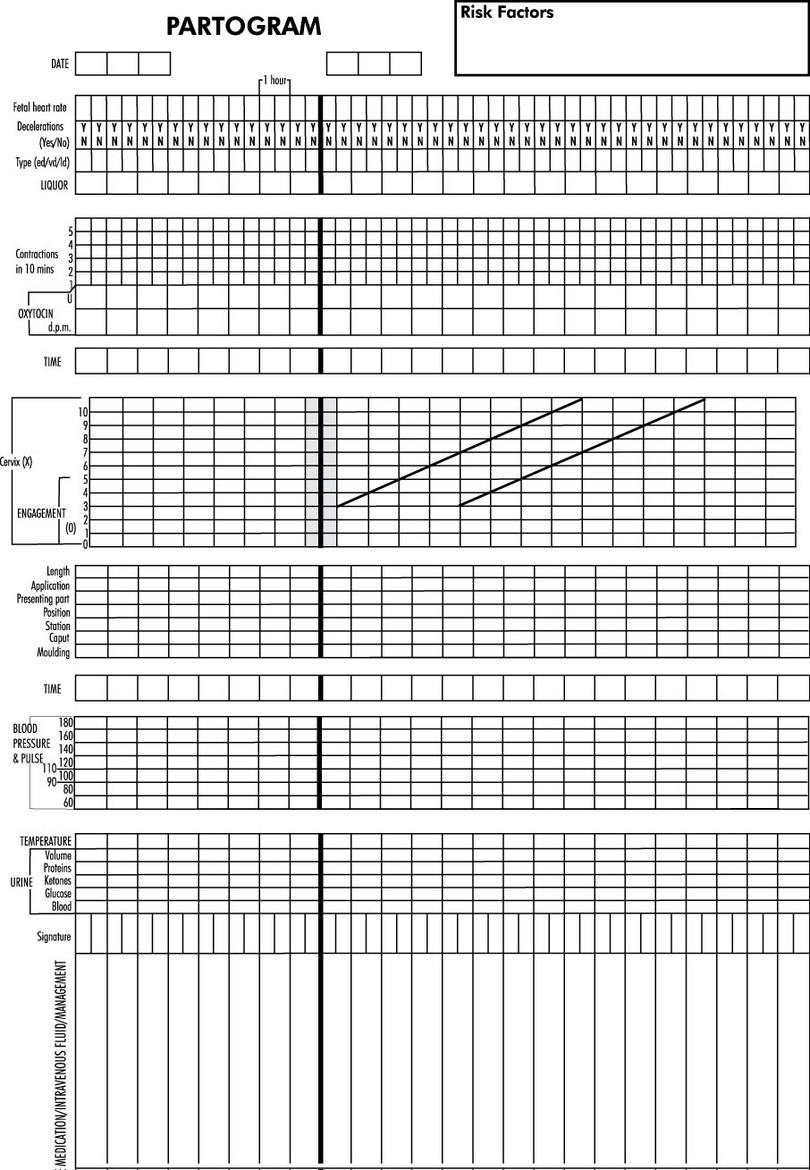 PARTOGRAM
Risk Factors
DATE
1 hour
Fetal heart rate
Decelerations Y Y Y Y Y Y Y Y Y Y Y Y Y Y Y Y Y Y Y Y Y Y Y Y Y Y Y Y Y Y Y Y Y Y Y Y Y Y Y Y Y Y Y Y Y Y Y Y
(Yes/No) N N N N N N N N N N N N N N N N N N N N N N N N N N N N N N N N N N N N N N N N N N N N N N N N
Type (ed/vd/ld)
LIQUOR
Contractions
in 10 mins
5
4
3
2
1
U
OXYTOCIN
d.p.m.
TIME
Cervix (X)
ENGAGEMENT
(0)
10
9
8
7
6
5
4
3
2
1
0
Length
Application
Presenting part
Position
Station
Caput
Moulding
TIME
BLOOD
PRESSURE
& PULSE
180
160
140
120
110 100
90 80
60
TEMPERATURE
URINE
Volume
Proteins
Ketones
Glucose
Blood
Signature
MEDICATION/INTRAVENOUS FLUID/MANAGEMENT